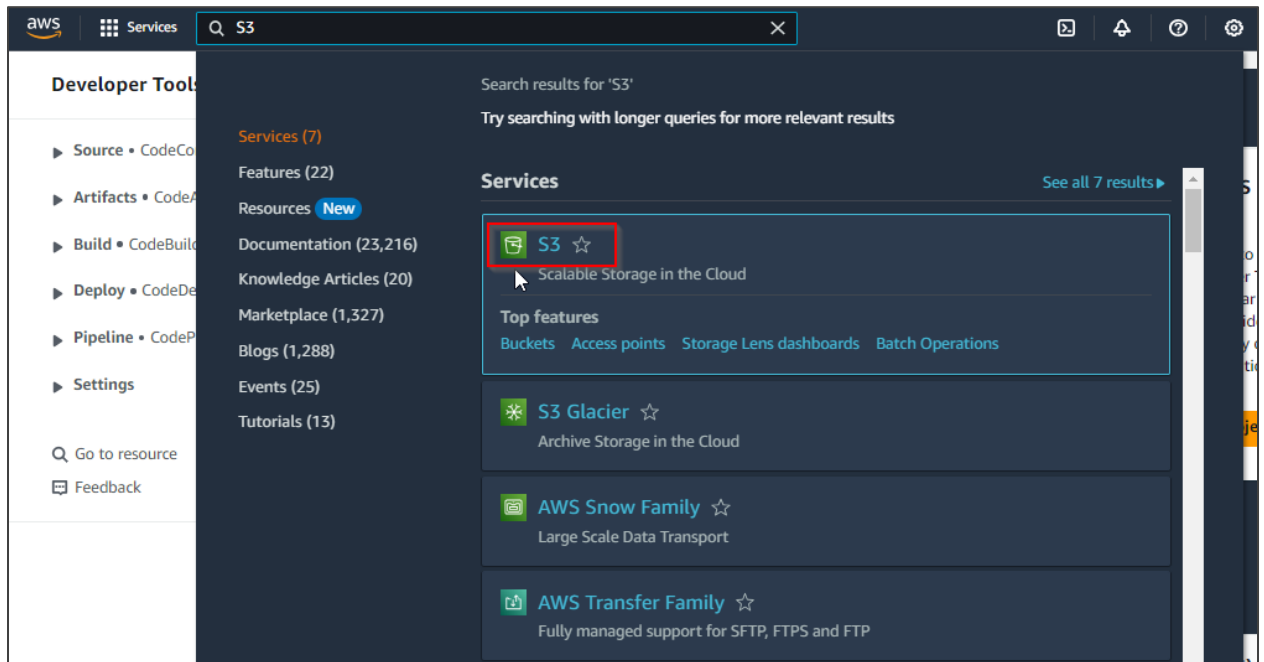 aws
Services
S3
Developer Tools
Source • CodeCo
Artifacts • CodeA
Build • CodeBuild
Deploy • CodeDe
Pipeline • CodeP
Settings
Go to resource
Feedback
Services (7)
Features (22)
Resources New
Documentation (23,216)
Knowledge Articles (20)
Marketplace (1,327)
Blogs (1,288)
Events (25)
Tutorials (13)
Search results for 'S3'
Try searching with longer queries for more relevant results
Services
See all 7 results
S3
Scalable Storage in the Cloud
Top features
Buckets Access points Storage Lens dashboards Batch Operations
S3 Glacier
Archive Storage in the Cloud
AWS Snow Family
Large Scale Data Transport
AWS Transfer Family
Fully managed support for SFTP, FTPS and FTP